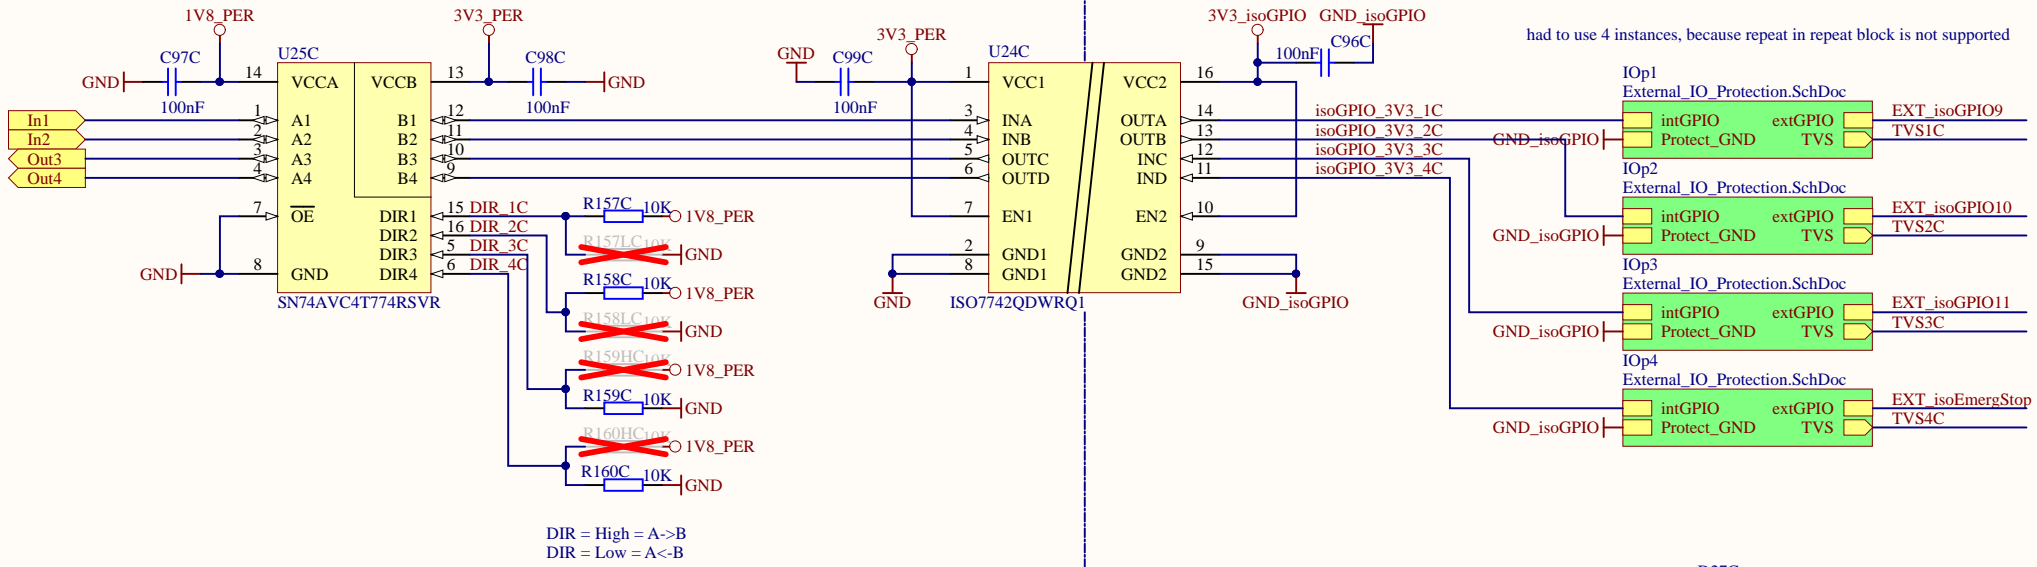 1V8_PER
3V3_PER
3V3_PER
3V3_isoGPIO
GND_isoGPIO
had to use 4 instances, because repeat in repeat block is not supported
C97C
GND
100nF
U25C
14 VCCA
VCCB 13
C98C
GND
100nF
GND
C99C
100nF
U24C
1 VCC1
VCC2 16
100nF
C96C
In1
In2
Out3
Out4
1 A1
2 A2
3 A3
4 A4
B1 12
B2 11
B3 10
B4 9
7 OE
8 GND
GND
DIR1 15 DIR_1C
DIR2 16 DIR_2C
DIR3 5 DIR_3C
DIR4 6 DIR_4C
SN74AVC4T774RSVR
R157C 10K 1V8_PER
R157LC 10K GND
R158C 10K 1V8_PER
R158LC 10K GND
R159HC 10K 1V8_PER
R159C 10K GND
R160HC 10K 1V8_PER
R160C 10K GND
DIR = High = A->B
DIR = Low = A<-B
3 INA
4 INB
5 OUTC
6 OUTD
7 EN1
2 GND1
8 GND1
GND
OUTA 14 isoGPIO_3V3_1C
OUTB 13 isoGPIO_3V3_2C
INC 12 isoGPIO_3V3_3C
IND 11 isoGPIO_3V3_4C
EN2 10
GND2 9
GND2 15
GND_isoGPIO
ISO7742QDWRQ1
IOp1
External_IO_Protection.SchDoc
intGPIO extGPIO EXT_isoGPIO9
GND_isoGPIO Protect_GND TVS TVS1C
IOp2
External_IO_Protection.SchDoc
intGPIO extGPIO EXT_isoGPIO10
GND_isoGPIO Protect_GND TVS TVS2C
IOp3
External_IO_Protection.SchDoc
intGPIO extGPIO EXT_isoGPIO11
GND_isoGPIO Protect_GND TVS TVS3C
IOp4
External_IO_Protection.SchDoc
intGPIO extGPIO EXT_isoEmergStop
GND_isoGPIO Protect_GND TVS TVS4C